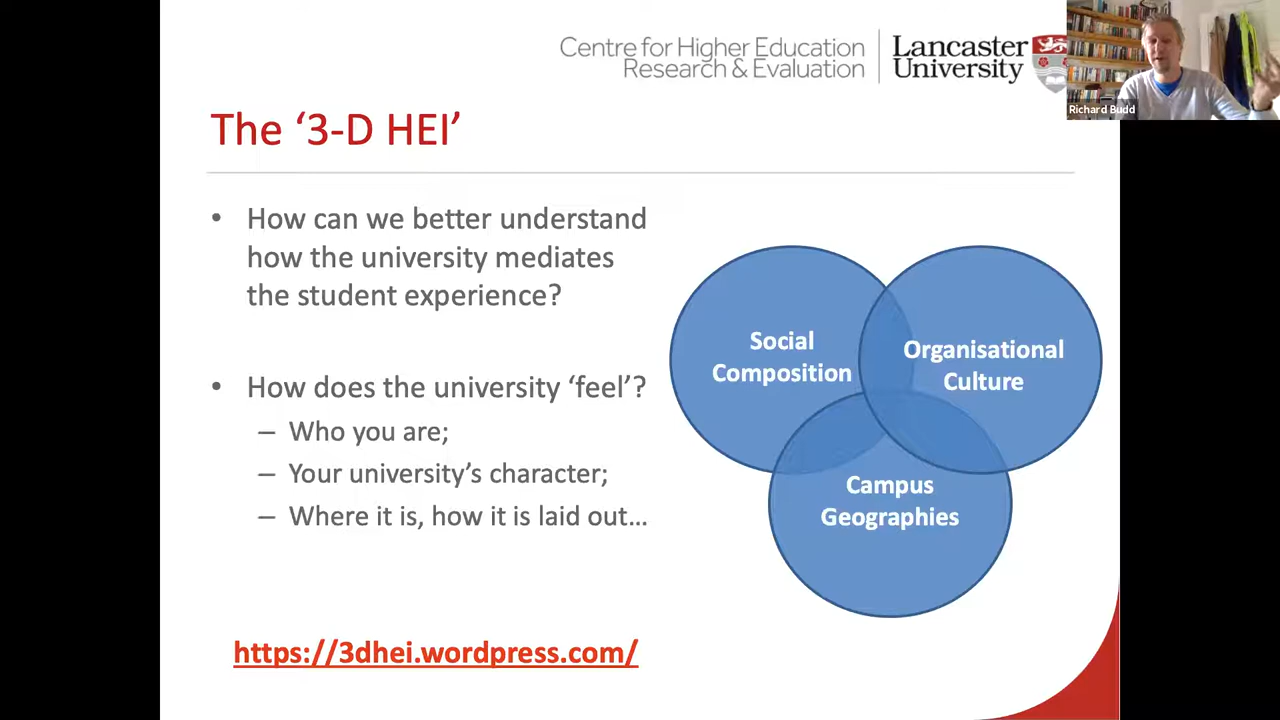 Centre for Higher Education
Research & Evaluation
Lancaster
University
Richard Budd
The ‘3-D HEI’
• How can we better understand
how the university mediates
the student experience?
• How does the university ‘feel’?
– Who you are;
– Your university’s character;
– Where it is, how it is laid out…
Social
Composition
Organisational
Culture
Campus
Geographies
https://3dhei.wordpress.com/